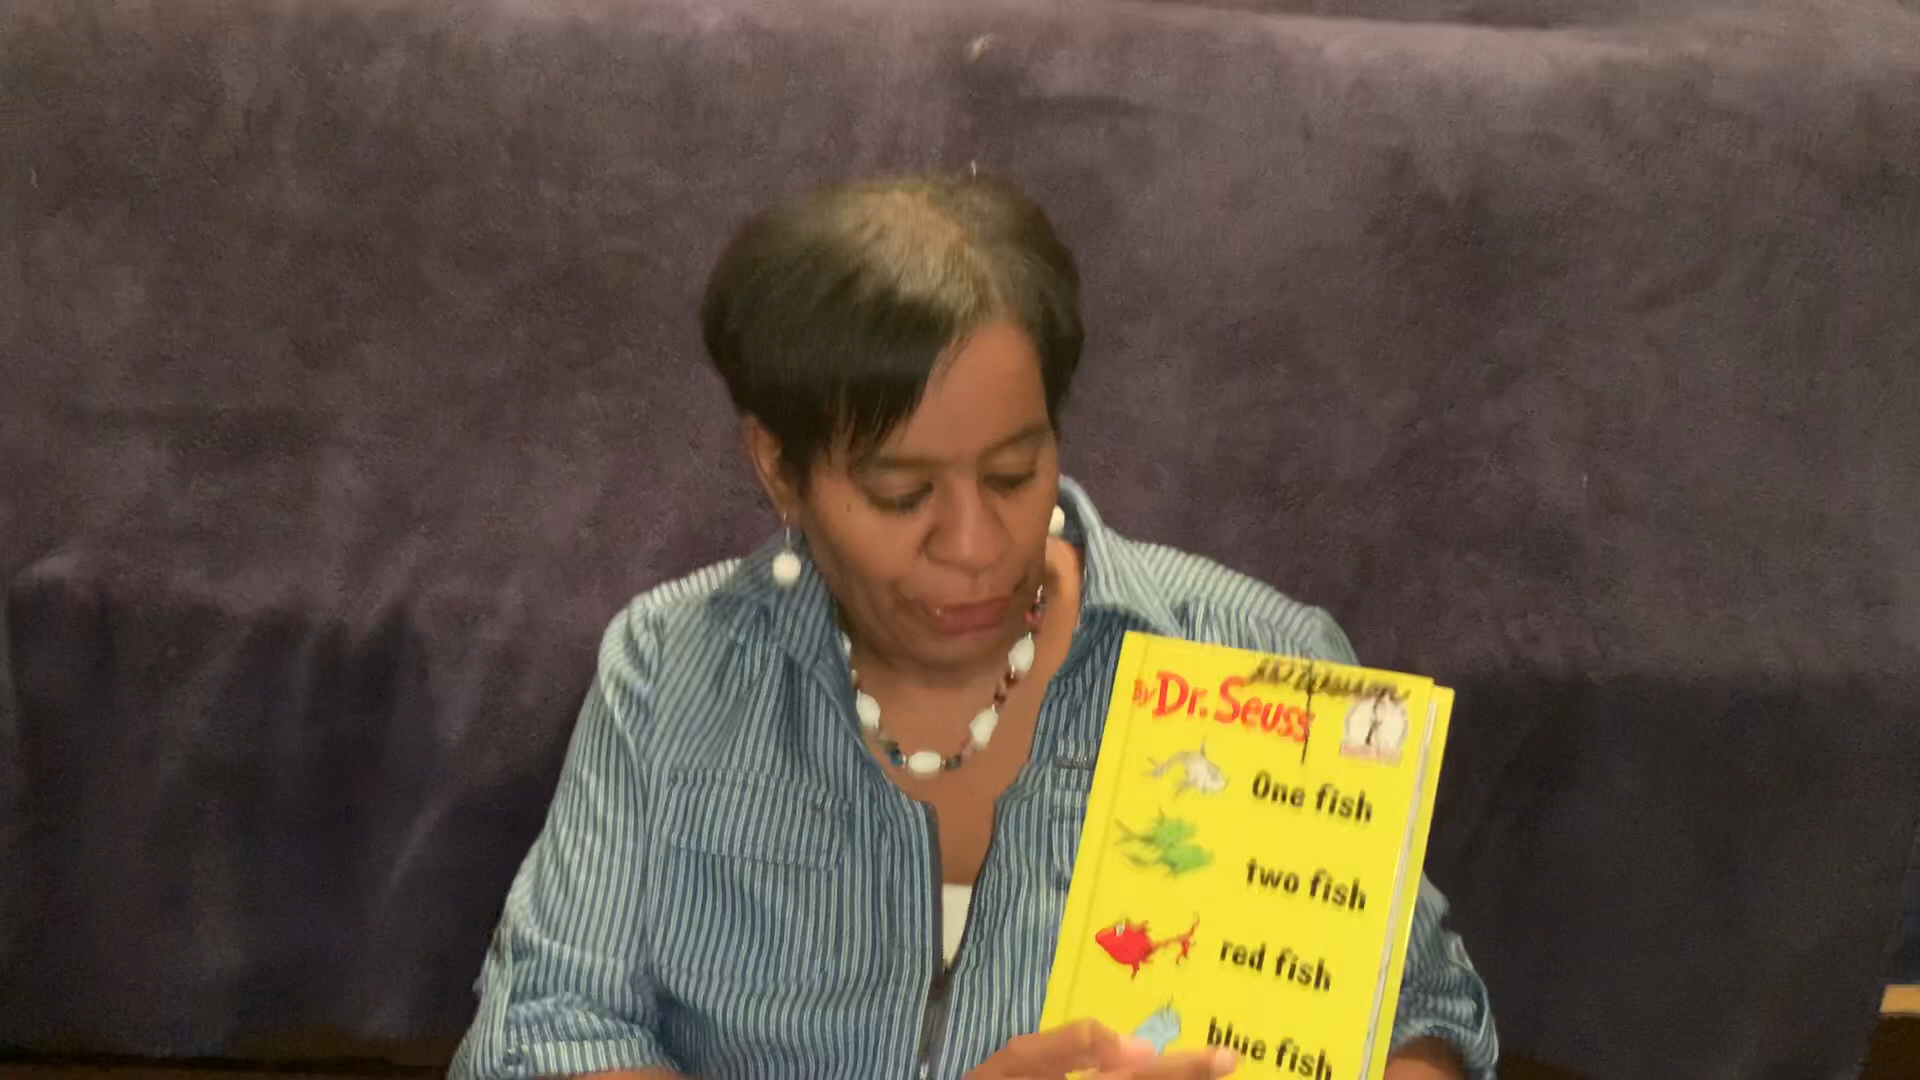 By Dr. Seuss
One fish
two fish
red fish
blue fish